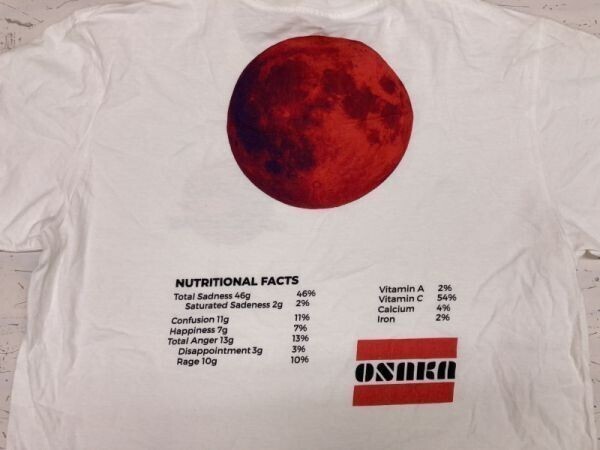 NUTRITIONAL FACTS
Total Sadness 46g 46%
Saturated Sadeness 2g 2%
Confusion 11g 11%
Happiness 7g 7%
Total Anger 13g 13%
Disappointment 3g 3%
Rage 10g 10%
Vitamin A 2%
Vitamin C 54%
Calcium 4%
Iron 2%
OSAKA